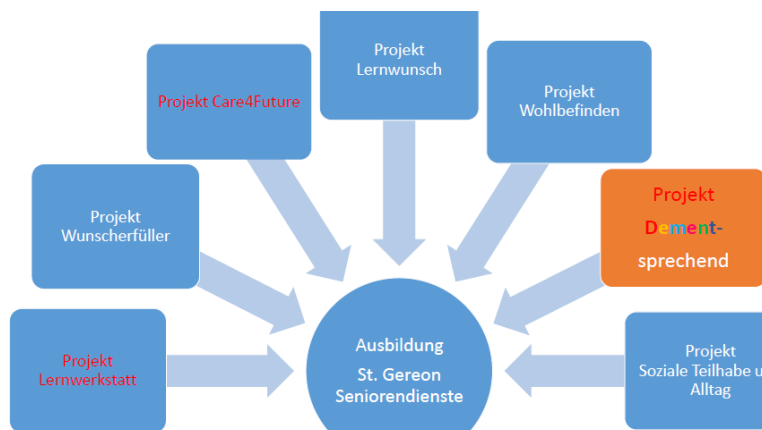 Projekt
Lernwunsch
Projekt Care4Future
Projekt
Wohlbefinden
Projekt
Wunscherfüller
Projekt
Dement-
sprechend
Projekt
Lernwerkstatt
Ausbildung
St. Gereon
Seniorendienste
Projekt
Soziale Teilhabe
Alltag